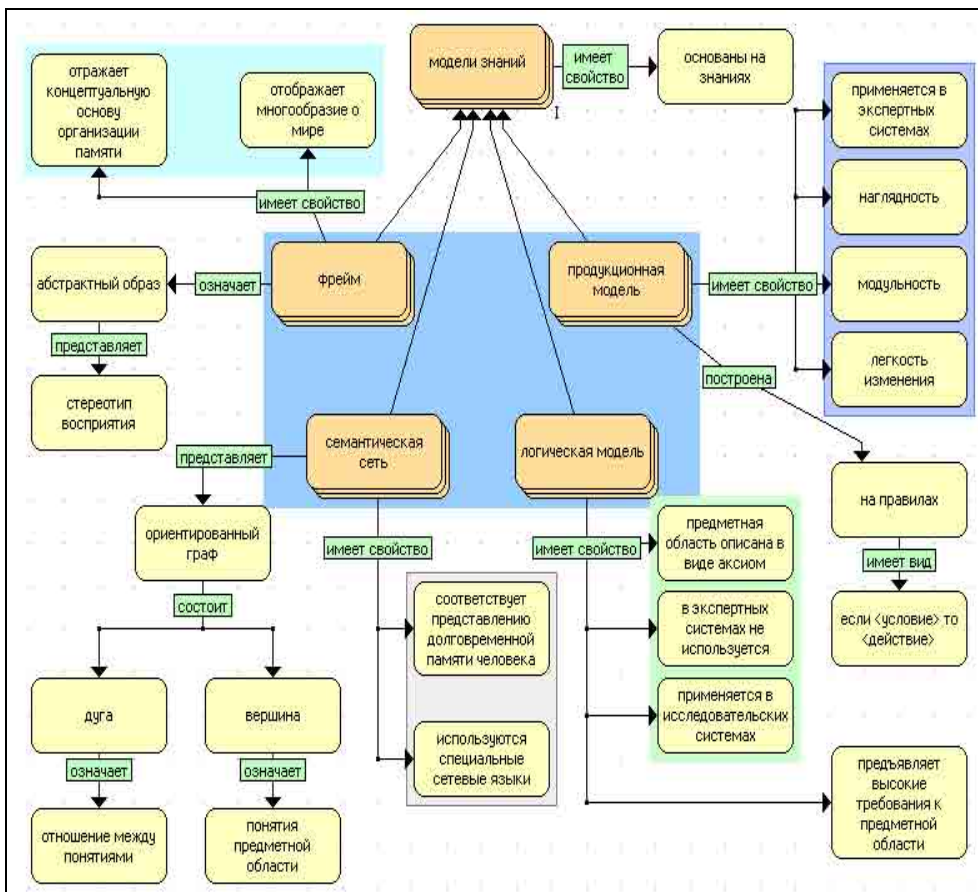 модели знаний
имеет
свойство
основаны на
знаниях
отражает
концептуальную
основу
организации
памяти
отображает
многообразие о
мире
имеет свойство
применяется в
экспертных
системах
наглядность
модульность
легкость
изменения
фрейм
продукционная
модель
имеет свойство
абстрактный образ
означает
представляет
стереотип
восприятия
построена
семантическая
сеть
логическая модель
представляет
на правилах
имеет вид
если <условие> то
<действие>
ориентированный
граф
состоит
имеет свойство
имеет свойство
предметная
область описана в
виде аксиом
в экспертных
системах не
используется
применяется в
исследовательских
системах
соответствует
представлению
долговременной
памяти человека
используются
специальные
сетевые языки
дуга
вершина
означает
означает
отношение между
понятиями
понятия
предметной
области
предъявляет
высокие
требования к
предметной
области